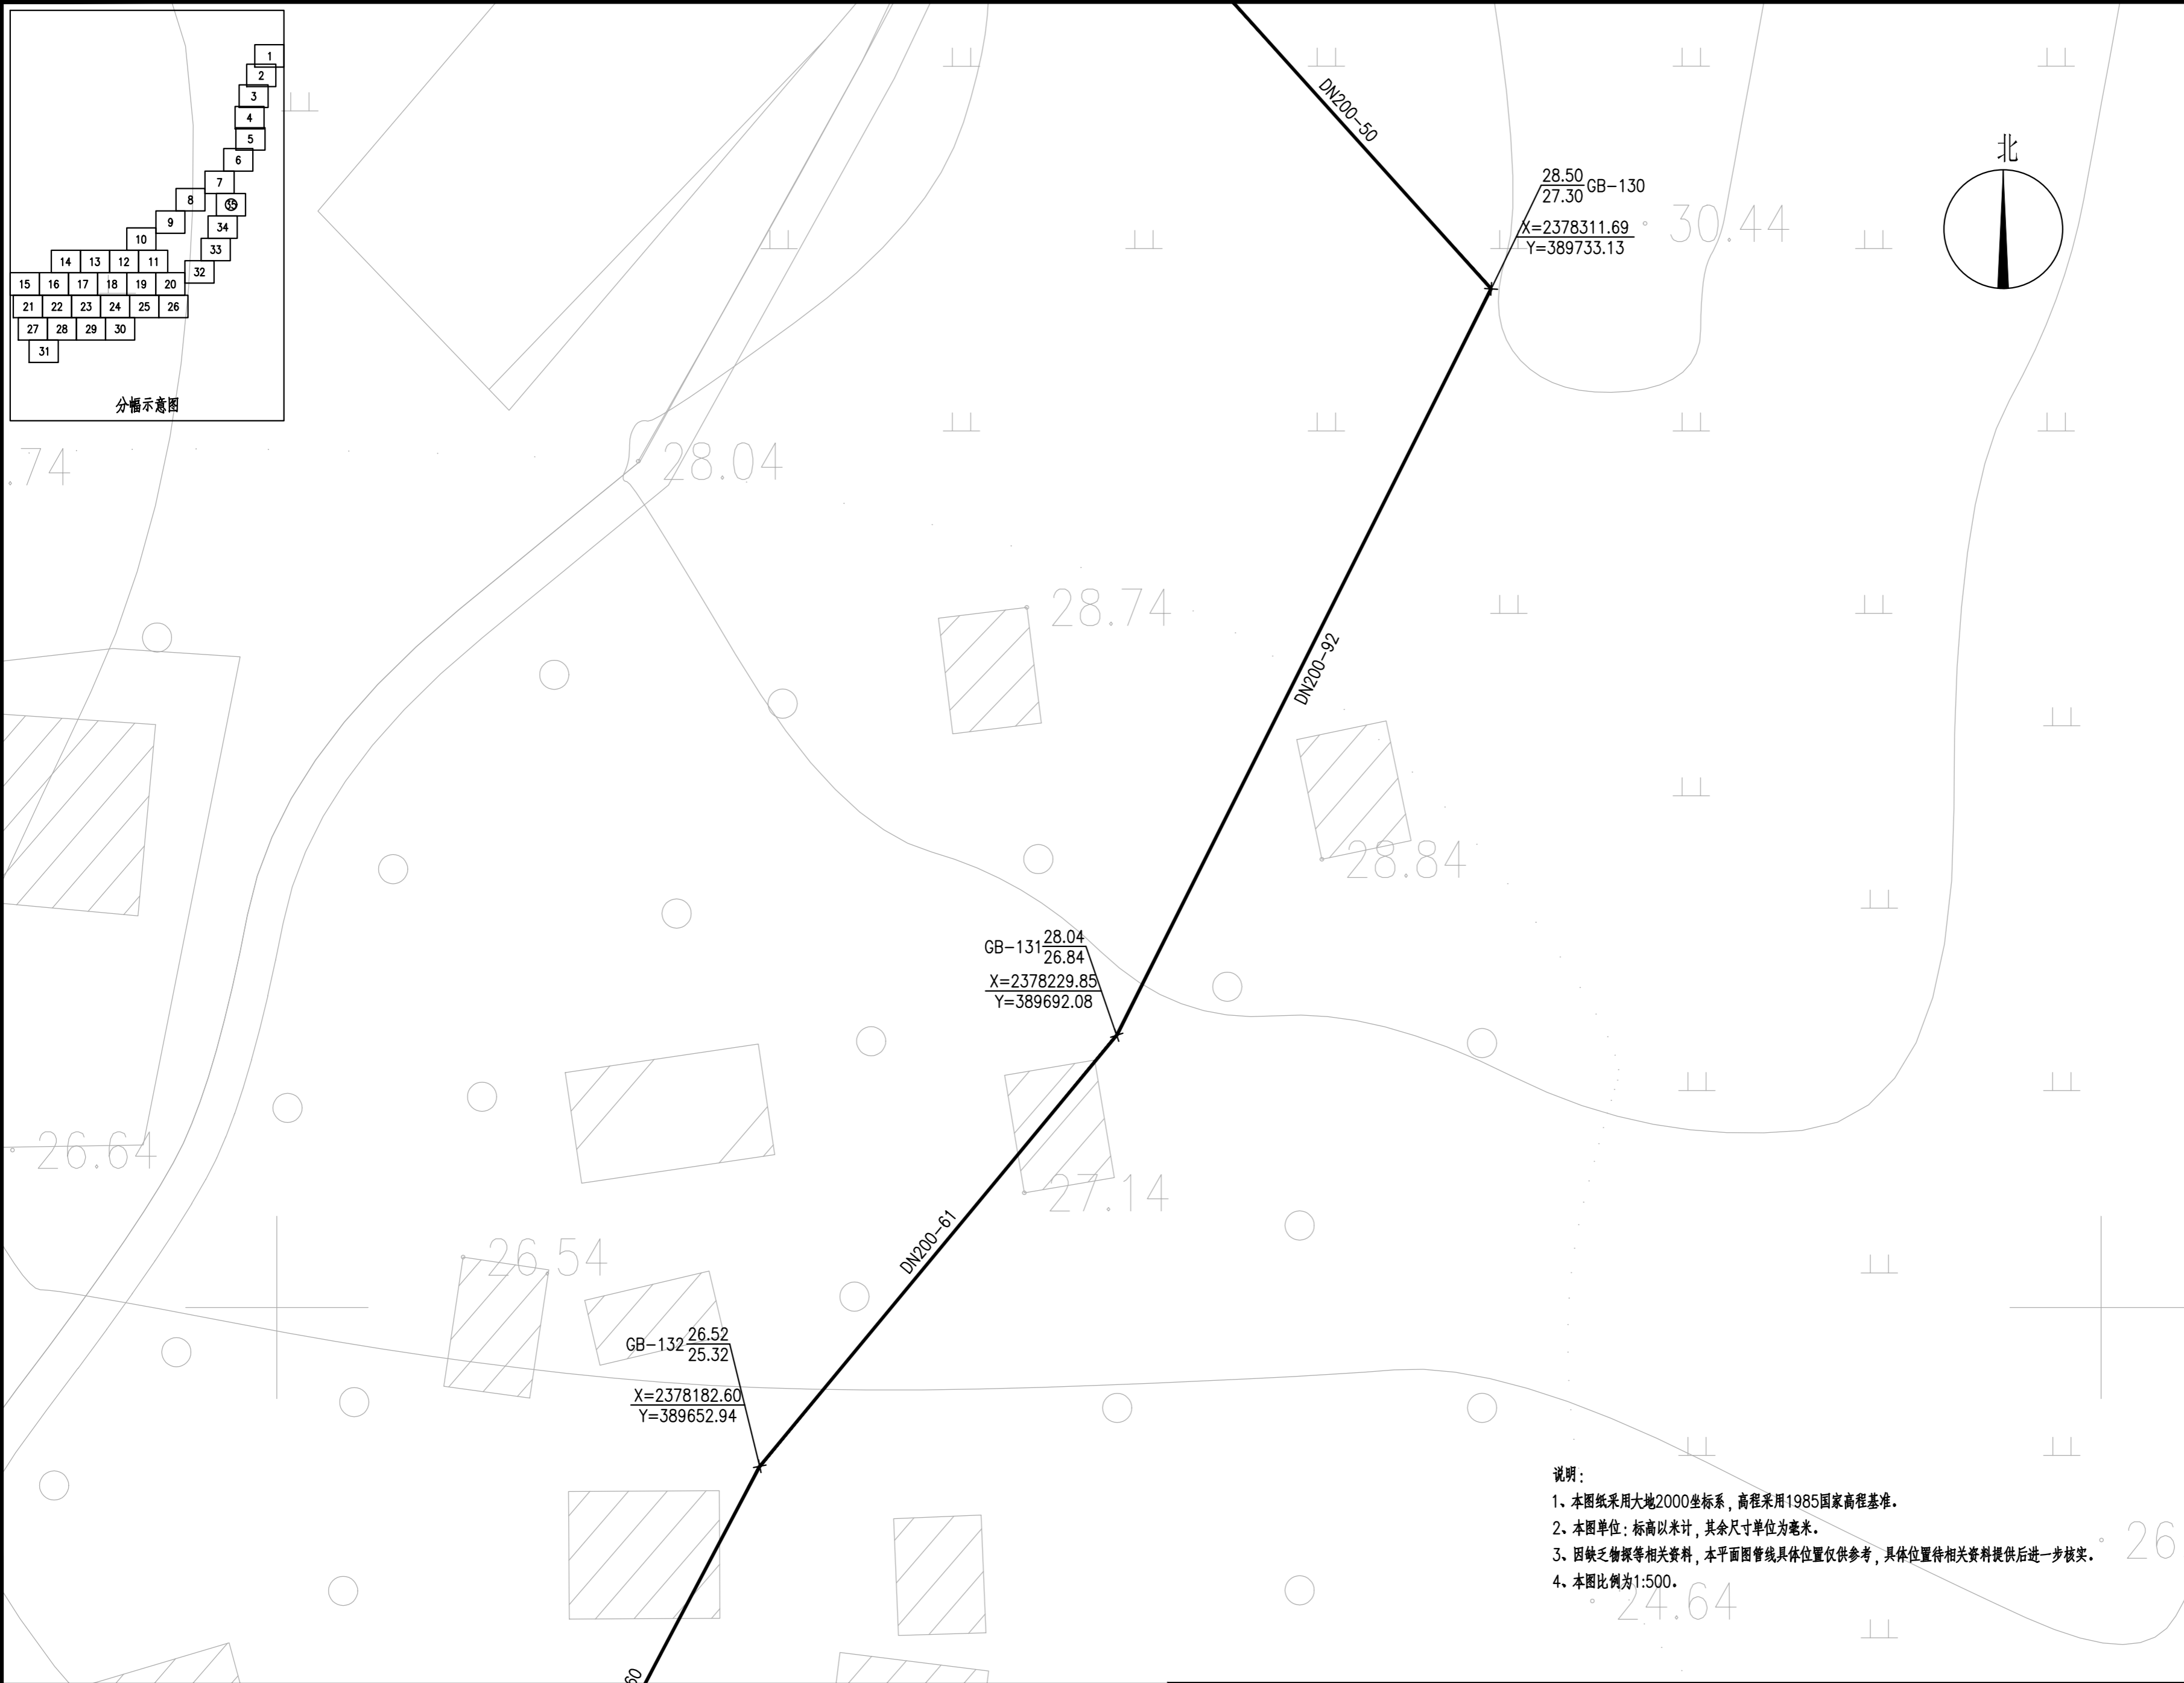 1
2
3
4
5
6
7
8
35
9
34
10
33
14 13 12 11
32
15 16 17 18 19 20
21 22 23 24 25 26
27 28 29 30
31
分幅示意图
DN200-50
北
28.50
27.30
GB-130
X=2378311.69
Y=389733.13
30.44
.74
28.04
28.74
DN200-92
28.84
GB-131
28.04
26.84
X=2378229.85
Y=389692.08
26.64
27.14
DN200-61
26.54
GB-132
26.52
25.32
X=2378182.60
Y=389652.94
说明:
1、本图纸采用大地2000坐标系,高程采用1985国家高程基准。
2、本图单位:标高以米计,其余尺寸单位为毫米。
3、因缺乏物探等相关资料,本平面图管线具体位置仅供参考,具体位置待相关资料提供后进一步核实。
26
4、本图比例为1:500。
24.64
60